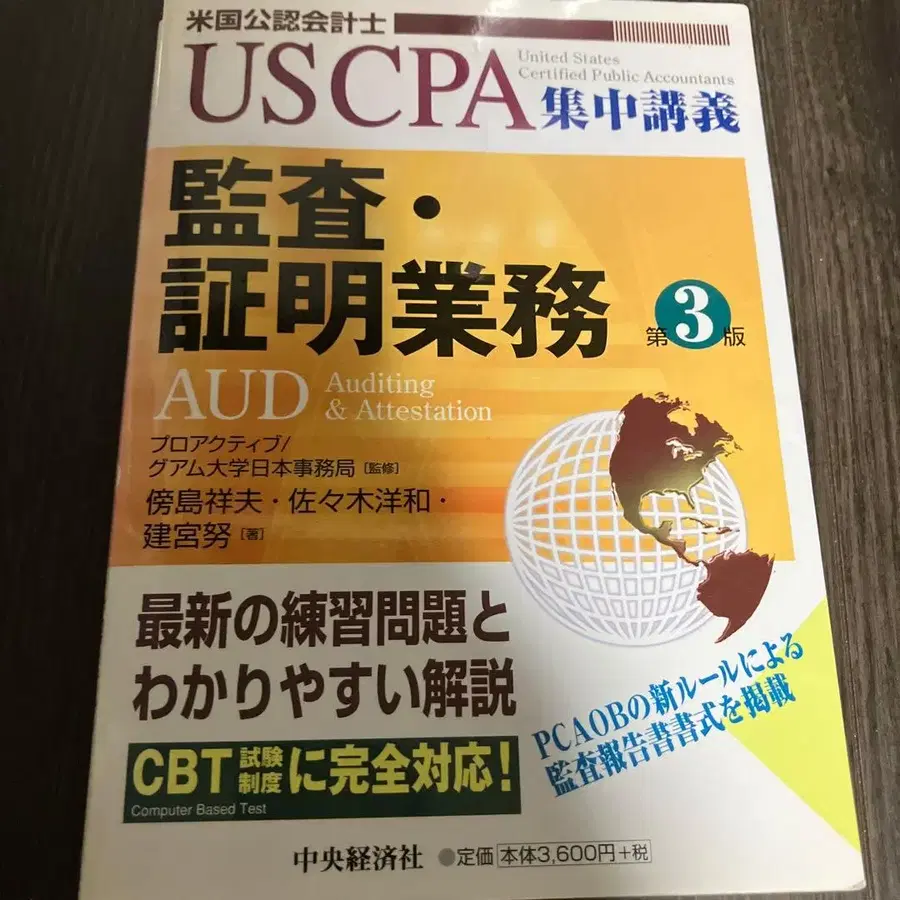 米国公認会計士
USCPA
United States
Certified Public Accountants
集中講義
監査・
証明業務
第3版
AUD
Auditing
& Attestation
プロアクティブ/
グアム大学日本事務局［監修］
傍島祥夫・佐々木洋和・
建宮努［著］
最新の練習問題と
わかりやすい解説
PCAOBの新ルールによる
監査報告書書式を掲載
CBT試験制度に完全対応！
Computer Based Test
中央経済社 ●定価 本体3,600円+税